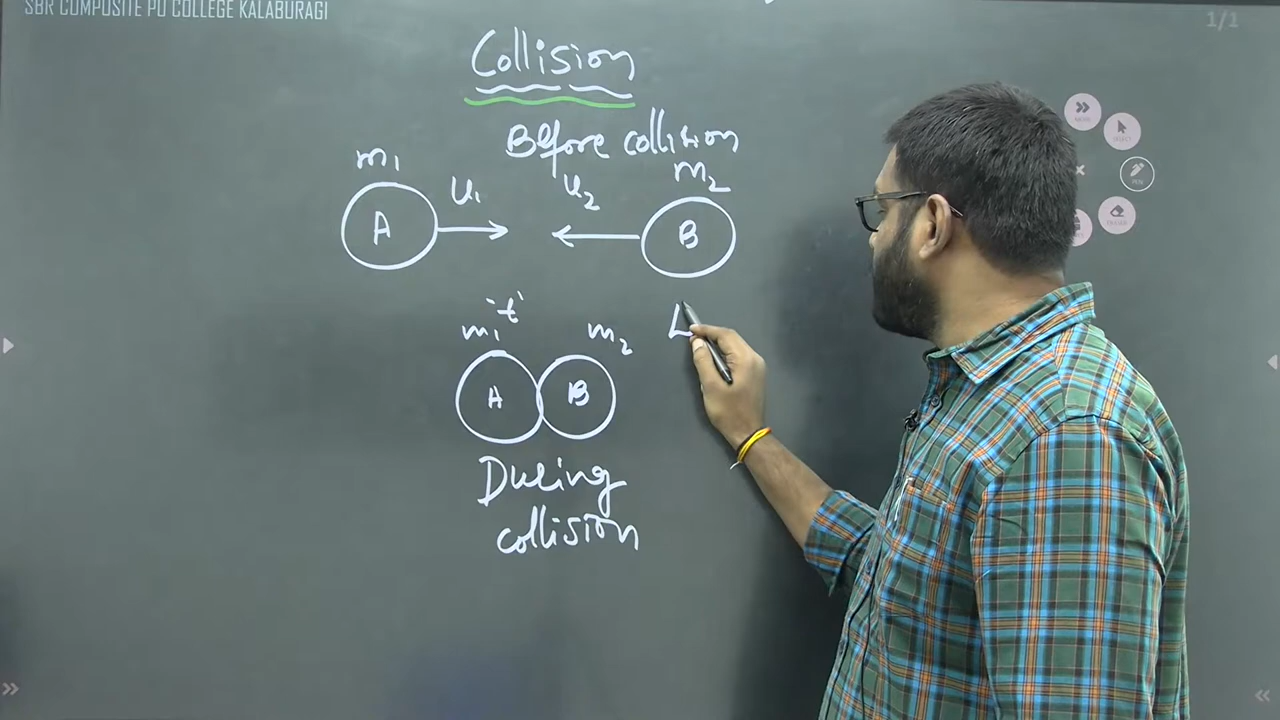 SBR COMPOSITE PU COLLEGE KALABURAGI
1/1
Collision
Before collision
m₁
u₁
u₂
m₂
A
B
't'
m₁
m₂
A
B
During
collision